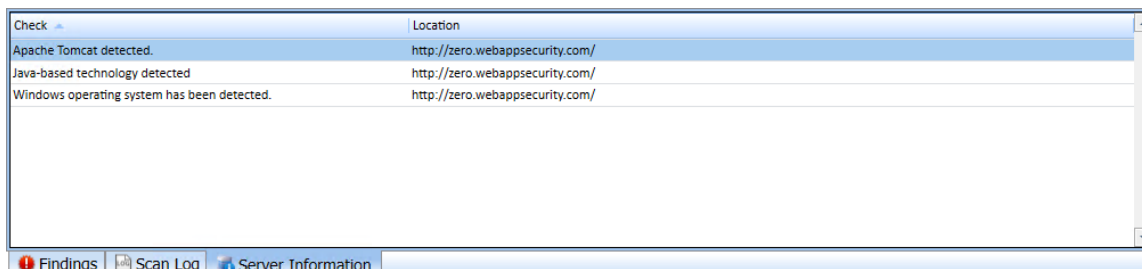 Check Location
Apache Tomcat detected. http://zero.webappsecurity.com/
Java-based technology detected http://zero.webappsecurity.com/
Windows operating system has been detected. http://zero.webappsecurity.com/
Findings Scan Log Server Information